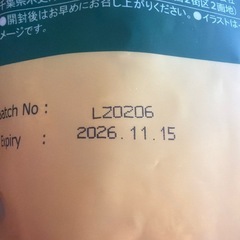 ●開封後はお早めにお召し上がりください。 ●イラストは
メージです。
Batch No : LZ0206
Expiry : 2026.11.15